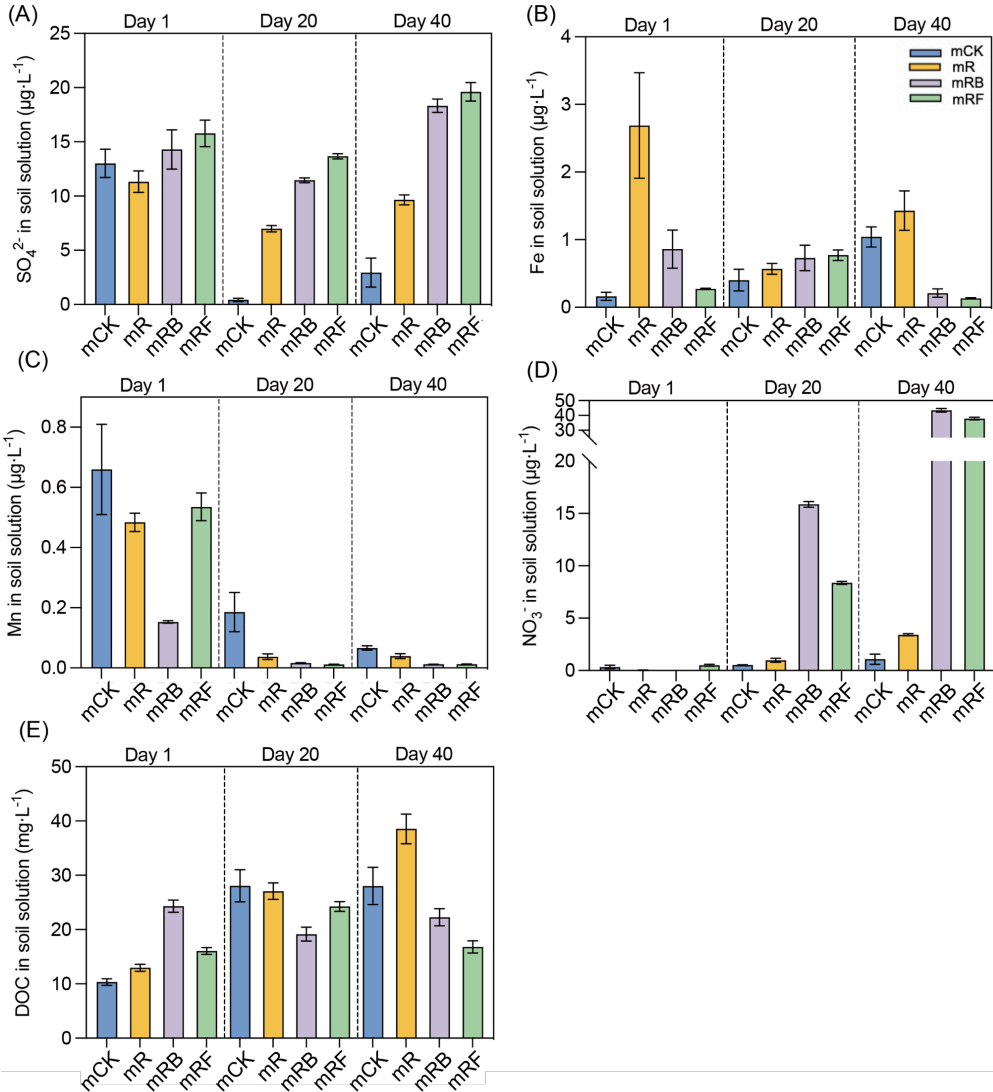 (A)
Day 1 Day 20 Day 40
SO₄²⁻ in soil solution (µg·L⁻¹)
25
20
15
10
5
0
mCK mR mRB mRF mCK mR mRB mRF mCK mR mRB mRF
(B)
Day 1 Day 20 Day 40
Fe in soil solution (µg·L⁻¹)
4
3
2
1
0
mCK
mR
mRB
mRF
mCK mR mRB mRF mCK mR mRB mRF mCK mR mRB mRF
(C)
Day 1 Day 20 Day 40
Mn in soil solution (µg·L⁻¹)
0.8
0.6
0.4
0.2
0.0
mCK mR mRB mRF mCK mR mRB mRF mCK mR mRB mRF
(D)
Day 1 Day 20 Day 40
NO₃⁻ in soil solution (µg·L⁻¹)
50
40
30
20
15
10
5
0
mCK mR mRB mRF mCK mR mRB mRF mCK mR mRB mRF
(E)
Day 1 Day 20 Day 40
DOC in soil solution (mg·L⁻¹)
50
40
30
20
10
0
mCK mR mRB mRF mCK mR mRB mRF mCK mR mRB mRF